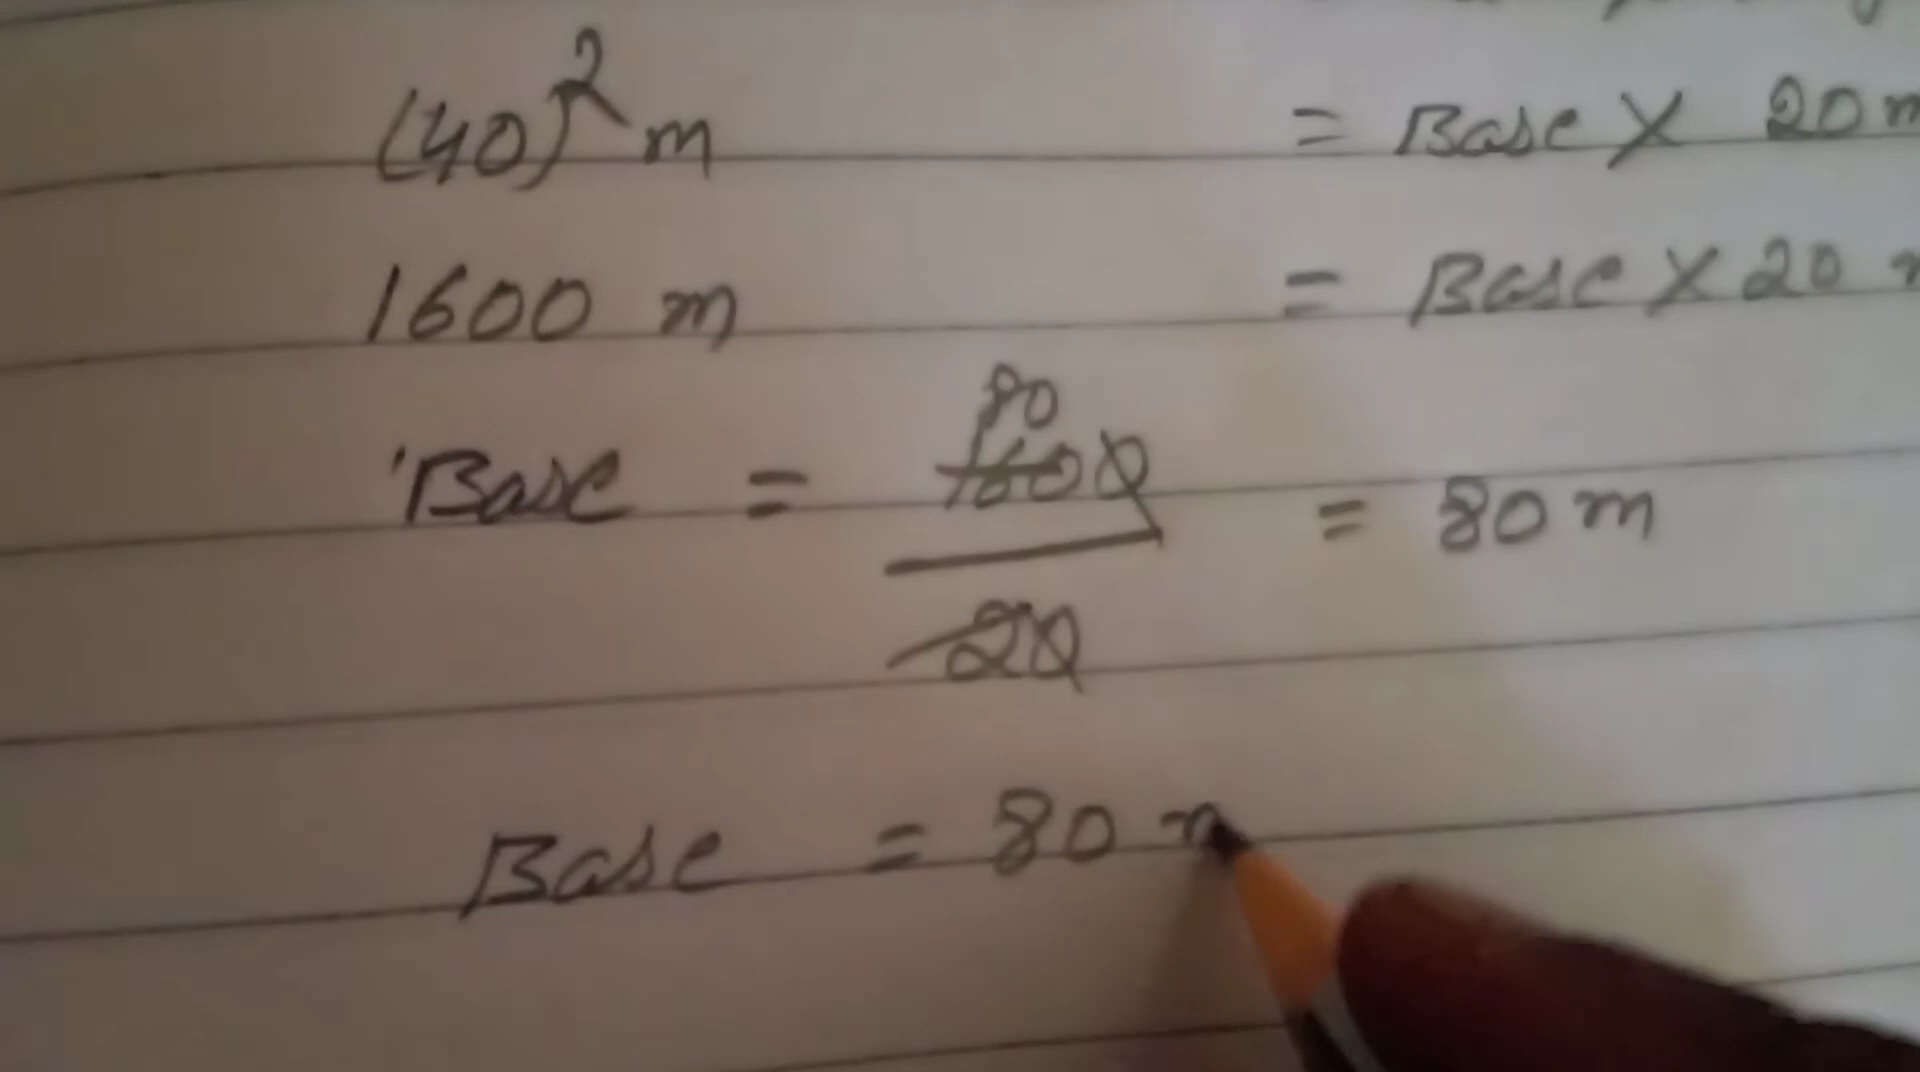 (40)² m = Base × 20 m
1600 m = Base × 20 m
Base = 80 1600 / 20 = 80 m
Base = 80 m